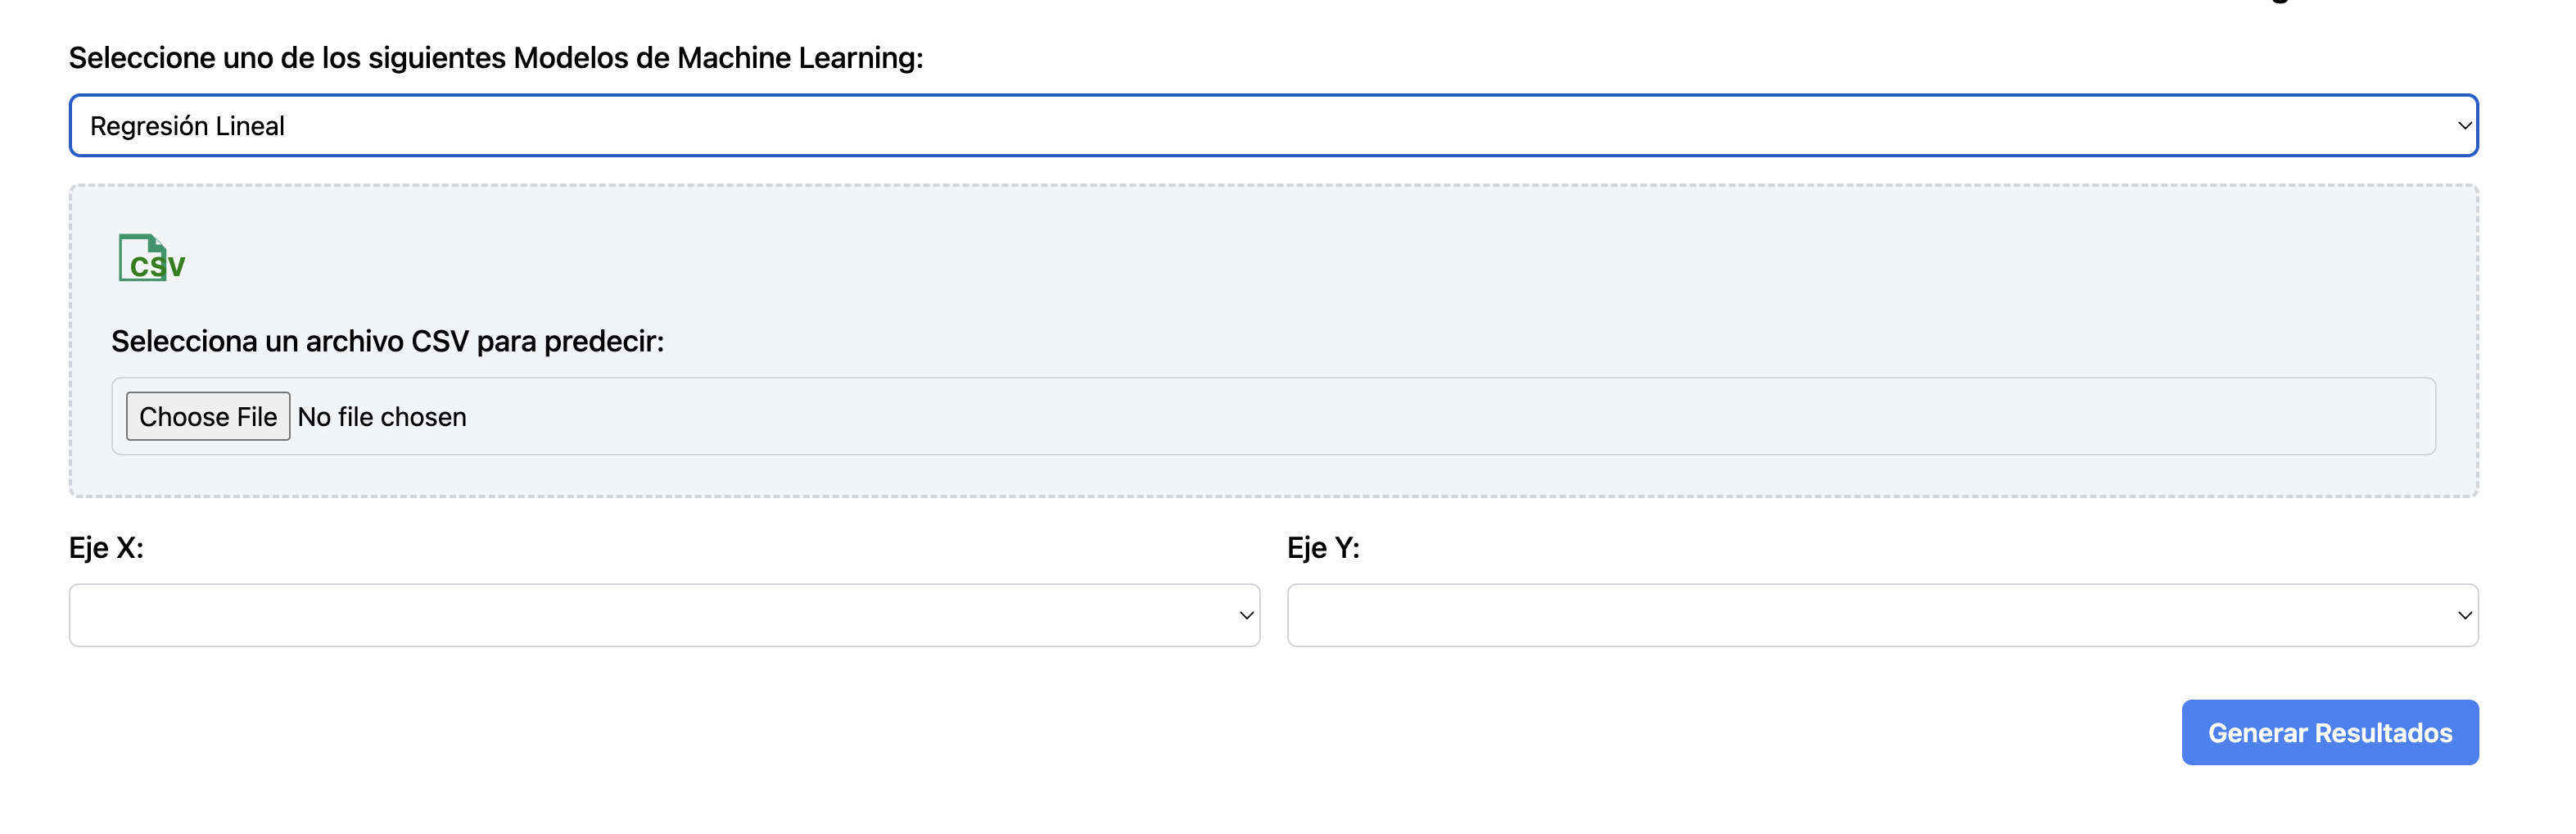 Seleccione uno de los siguientes Modelos de Machine Learning:
Regresión Lineal
CSV
Selecciona un archivo CSV para predecir:
Choose File No file chosen
Eje X: Eje Y:
Generar Resultados